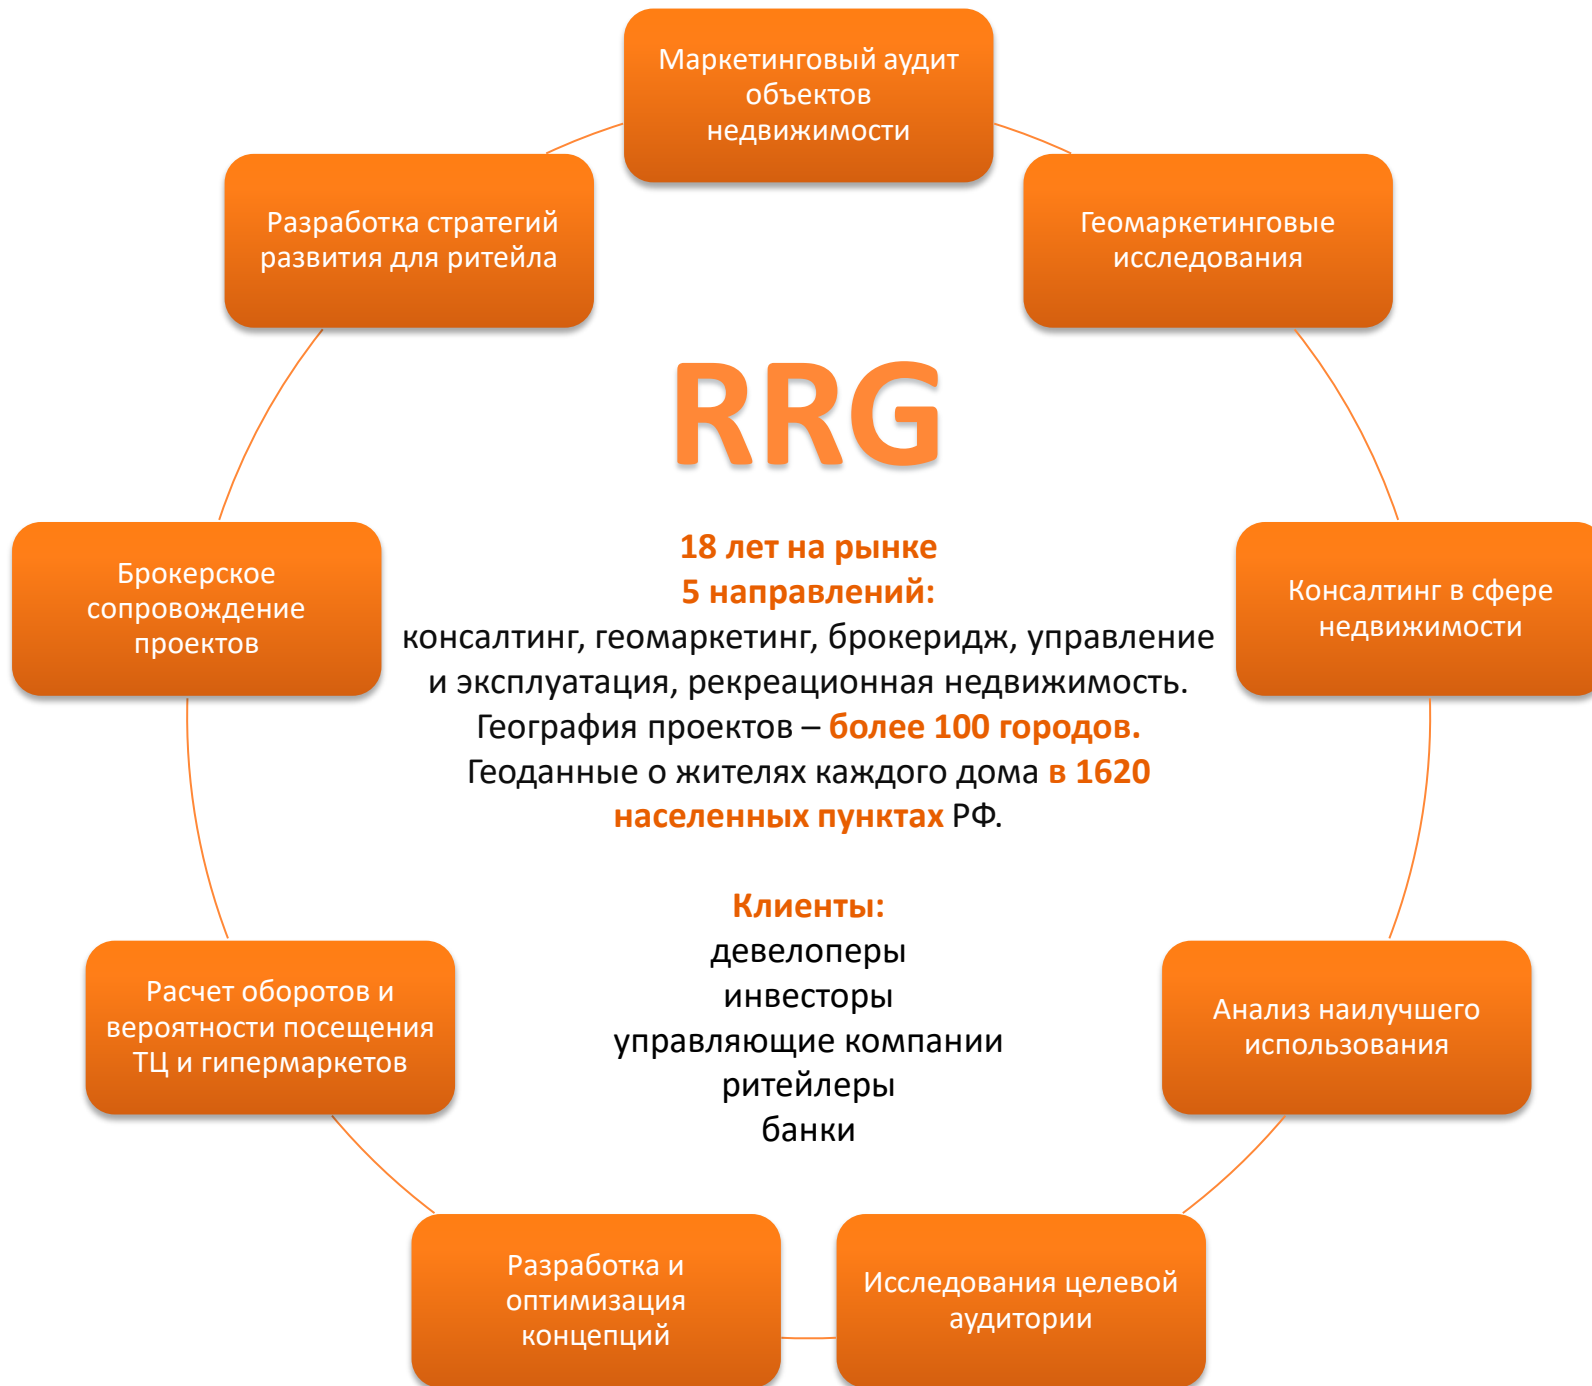 Маркетинговый аудит
объектов
недвижимости
Геомаркетинговые
исследования
Консалтинг в сфере
недвижимости
Анализ наилучшего
использования
Исследования целевой
аудитории
Разработка и
оптимизация
концепций
Расчет оборотов и
вероятности посещения
ТЦ и гипермаркетов
Брокерское
сопровождение
проектов
Разработка стратегий
развития для ритейла
RRG
18 лет на рынке
5 направлений:
консалтинг, геомаркетинг, брокеридж, управление
и эксплуатация, рекреационная недвижимость.
География проектов – более 100 городов.
Геоданные о жителях каждого дома в 1620
населенных пунктах РФ.
Клиенты:
девелоперы
инвесторы
управляющие компании
ритейлеры
банки